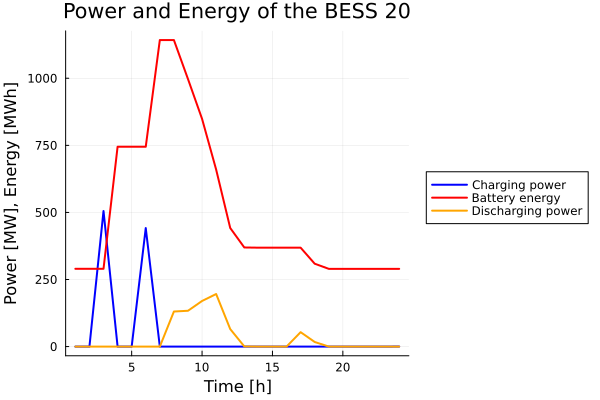 Power and Energy of the BESS 20
Power [MW], Energy [MWh]
1000
750
500
250
0
5
10
15
20
Time [h]
Charging power
Battery energy
Discharging power